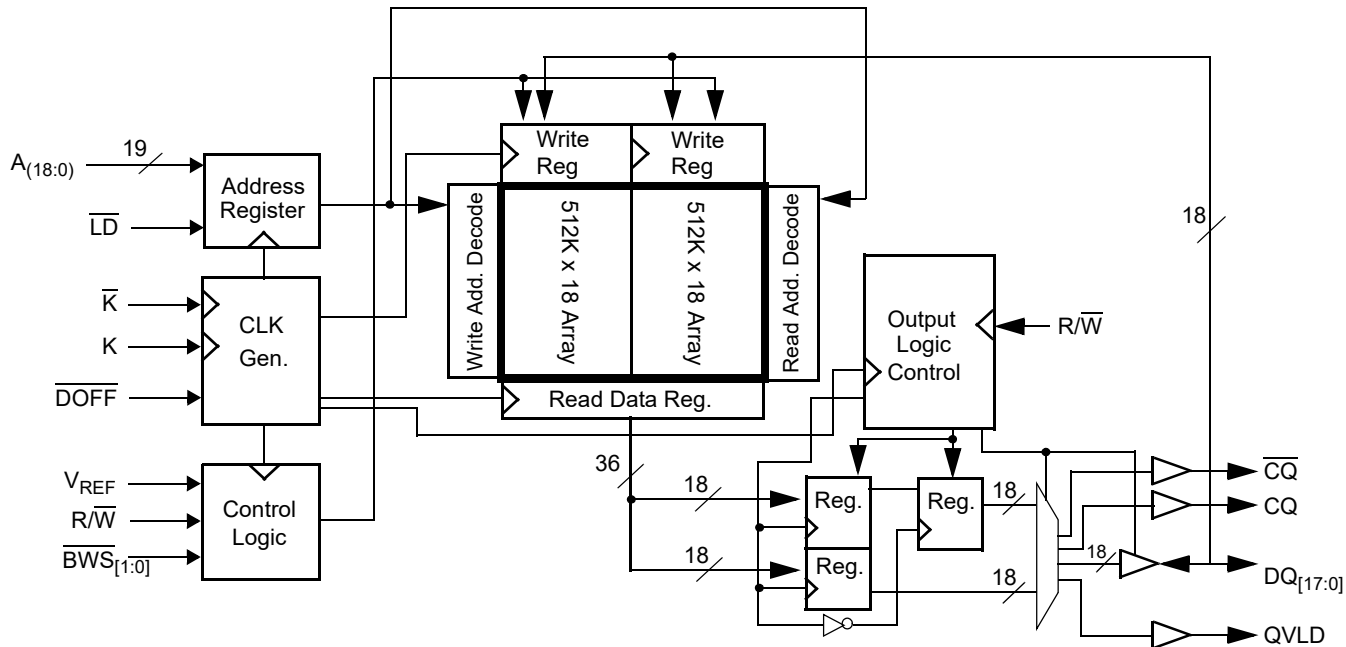 A(18:0)
19
LD
Address
Register
K
K
DOFF
CLK
Gen.
VREF
R/W
BWS[1:0]
Control
Logic
Write
Reg
Write
Reg
Write Add. Decode
512K x 18 Array
512K x 18 Array
Read Add. Decode
Read Data Reg.
18
Output
Logic
Control
R/W
36
18
18
Reg.
Reg.
Reg.
18
18
18
CQ
CQ
DQ[17:0]
QVLD